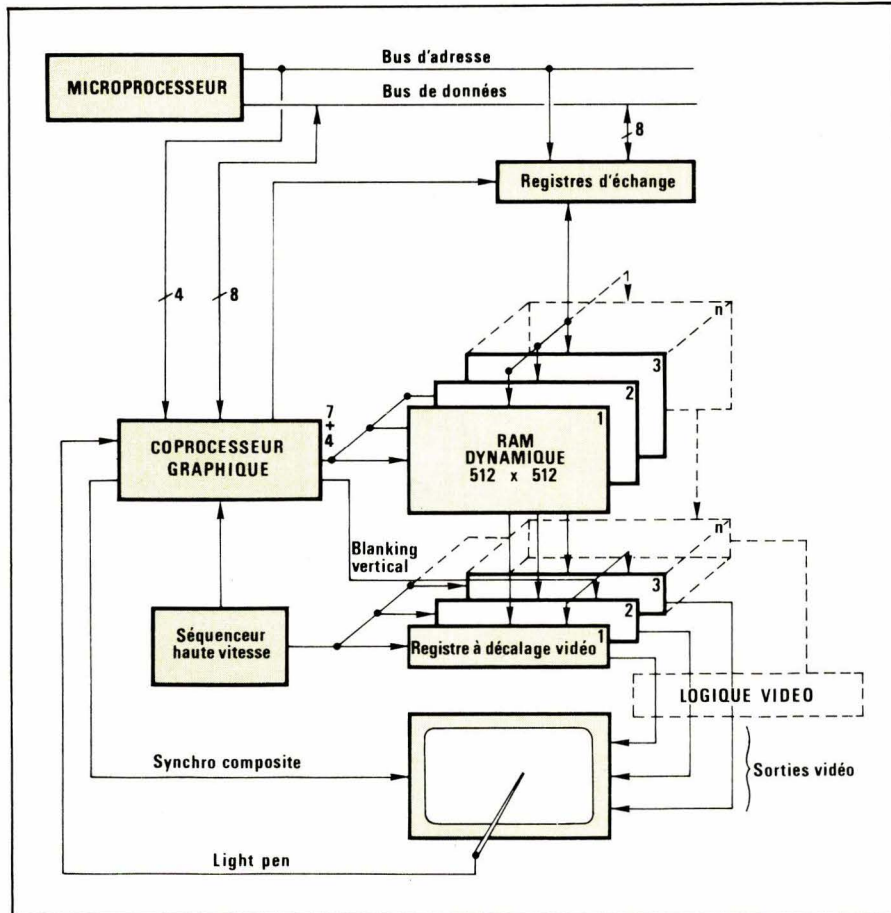 Bus d'adresse
MICROPROCESSEUR
Bus de données
8
Registres d'échange
4
8
n
3
2
1
7
+
4
COPROCESSEUR
GRAPHIQUE
RAM
DYNAMIQUE
512 x 512
n
Blanking
vertical
3
2
1
Séquenceur
haute vitesse
Registre à décalage vidéo
LOGIQUE VIDEO
Synchro composite
Sorties vidéo
Light pen